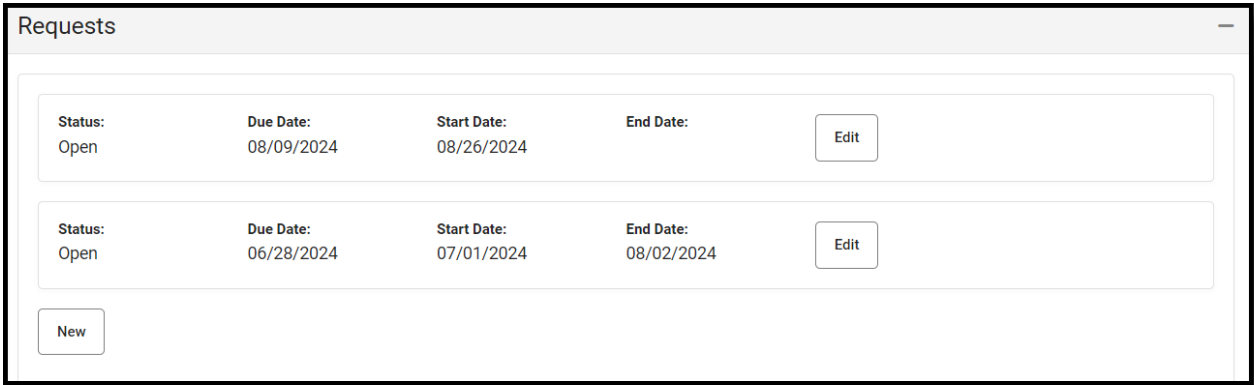 Requests
Status: Due Date: Start Date: End Date:
Open 08/09/2024 08/26/2024
Edit
Status: Due Date: Start Date: End Date:
Open 06/28/2024 07/01/2024 08/02/2024
Edit
New